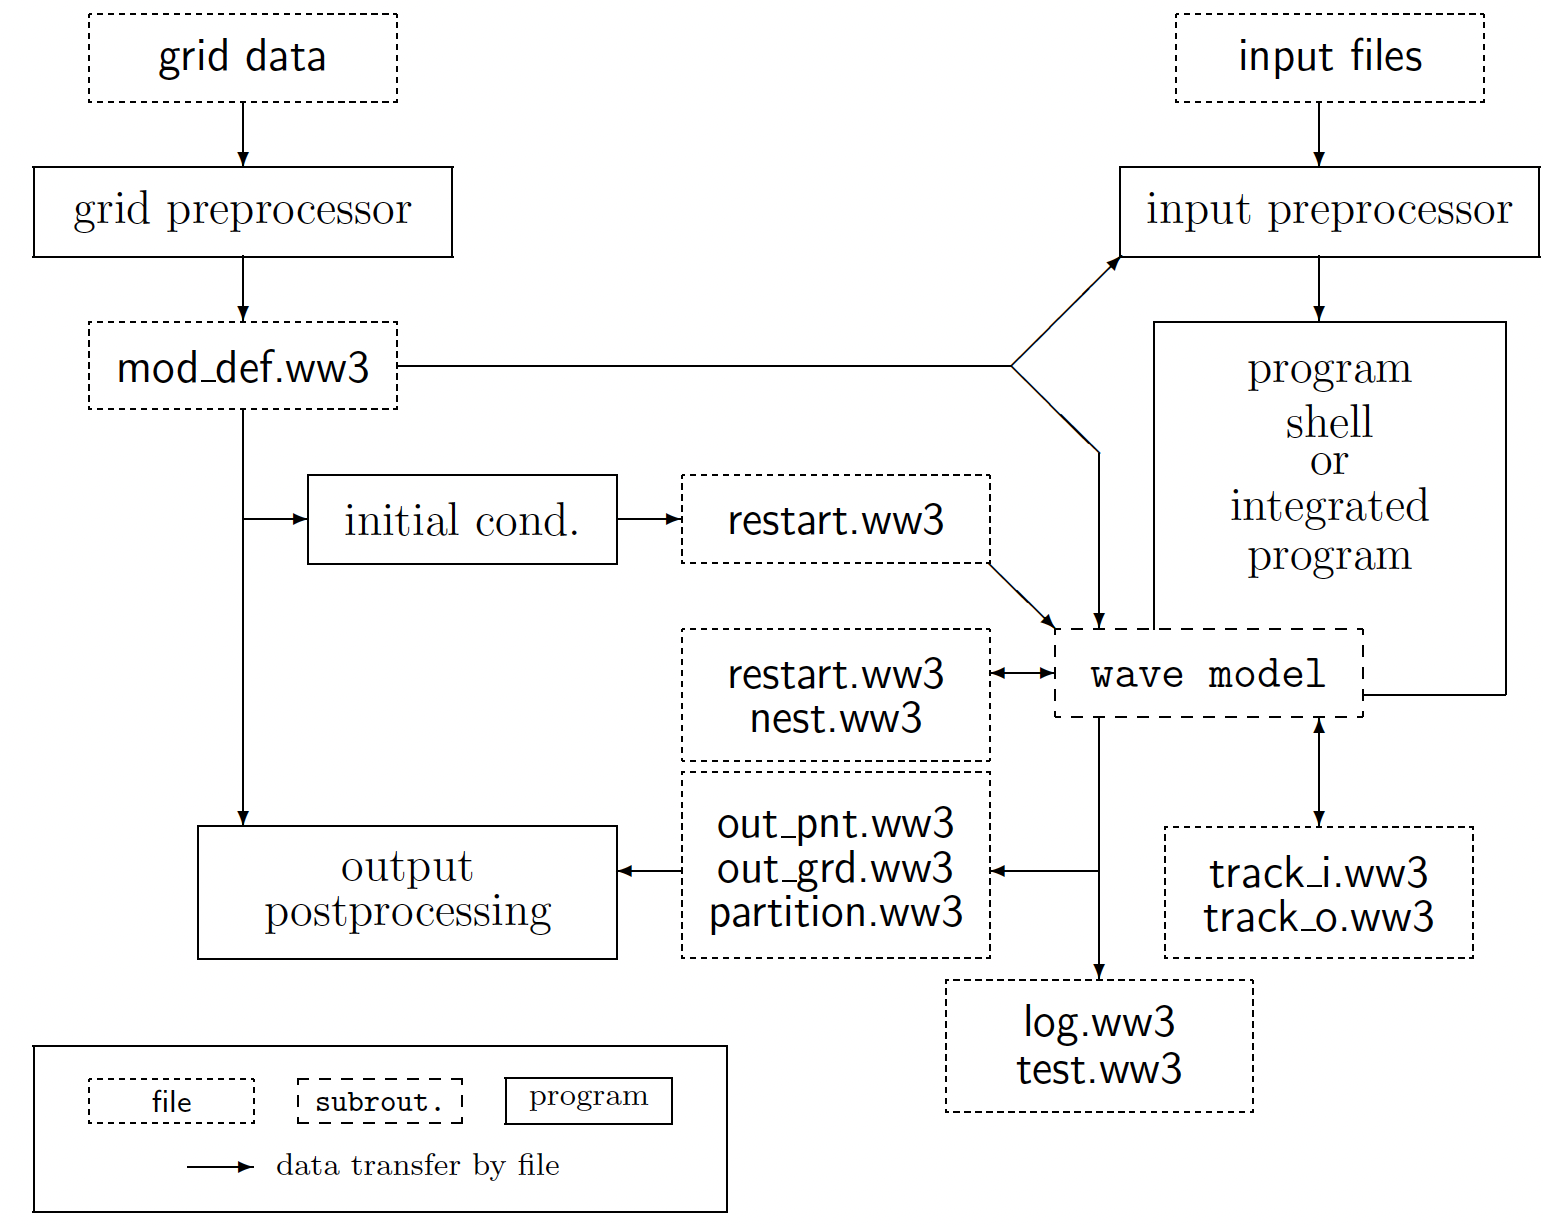 grid data
input files
grid preprocessor
input preprocessor
mod_def.ww3
program
shell
or
integrated
program
initial cond.
restart.ww3
restart.ww3
nest.ww3
wave model
out_pnt.ww3
out_grd.ww3
partition.ww3
output
postprocessing
track_i.ww3
track_o.ww3
log.ww3
test.ww3
file
subrout.
program
data transfer by file